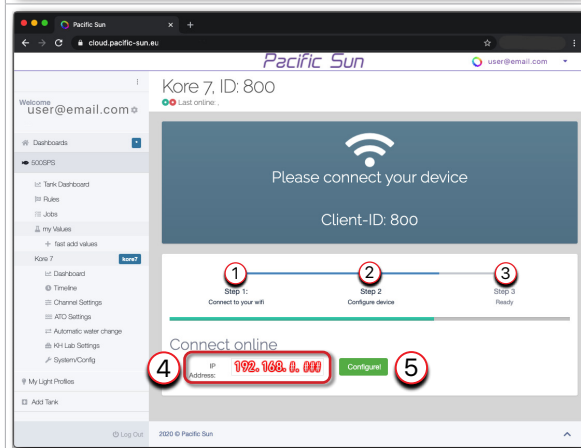 Pacific Sun
cloud.pacific-sun.eu
Pacific Sun
user@email.com
Welcome
user@email.com
Dashboards
500SPS
Tank Dashboard
Rules
Jobs
my Values
fast add values
Kore 7 kore7
Dashboard
Timeline
Channel Settings
ATO Settings
Automatic water change
KH Lab Settings
System/Config
My Light Profiles
Add Tank
Log Out
Kore 7, ID: 800
Last online: ,
Please connect your device
Client-ID: 800
1 2 3
Step 1: Step 2 Step 3
Connect to your wifi Configure device Ready
Connect online
4 IP Address: 192.168.#.### Configure! 5
2020 © Pacific Sun